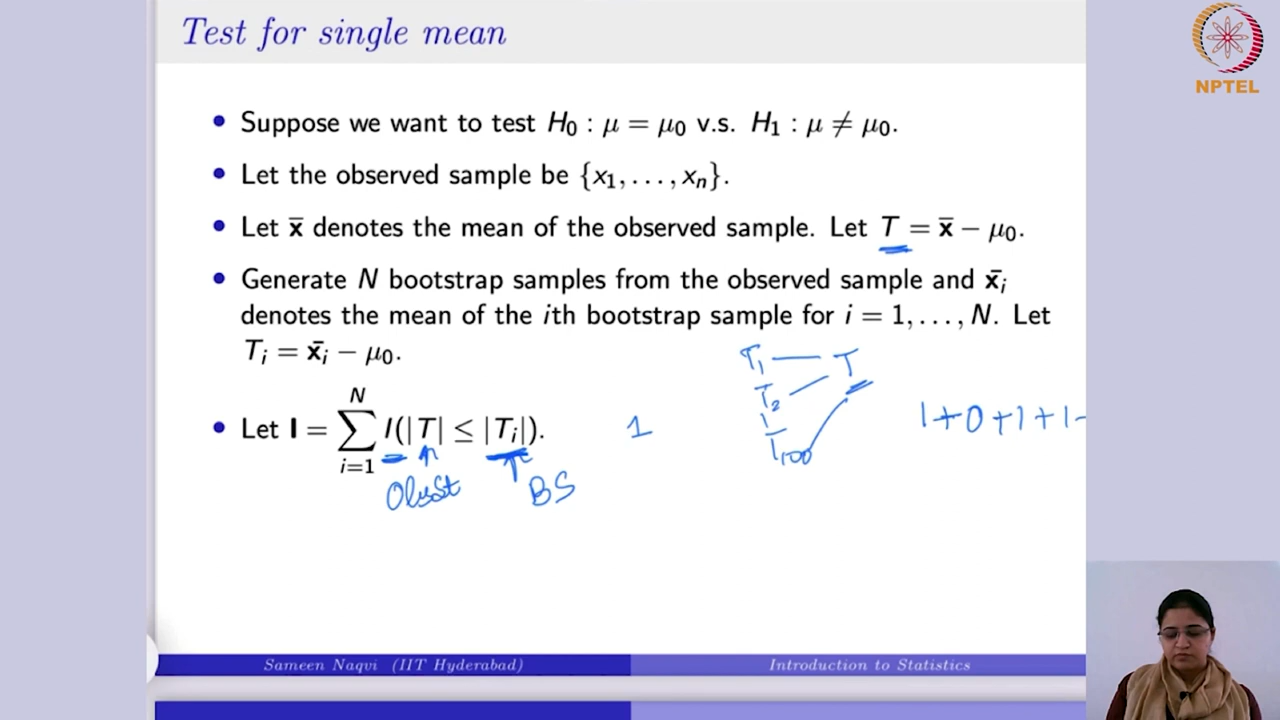 Test for single mean
NPTEL
• Suppose we want to test H₀ : μ = μ₀ v.s. H₁ : μ ≠ μ₀.
• Let the observed sample be {x₁, . . . , xₙ}.
• Let x̄ denotes the mean of the observed sample. Let T = x̄ − μ₀.
• Generate N bootstrap samples from the observed sample and x̄ᵢ
denotes the mean of the ith bootstrap sample for i = 1, . . . , N. Let
Tᵢ = x̄ᵢ − μ₀.
T₁ — T
T₂
T₁₀₀
• Let I = ∑ᵢ₌₁ᴺ I(|T| ≤ |Tᵢ|).
1
1+0+1+1-
BS
Sameen Naqvi (IIT Hyderabad)
Introduction to Statistics